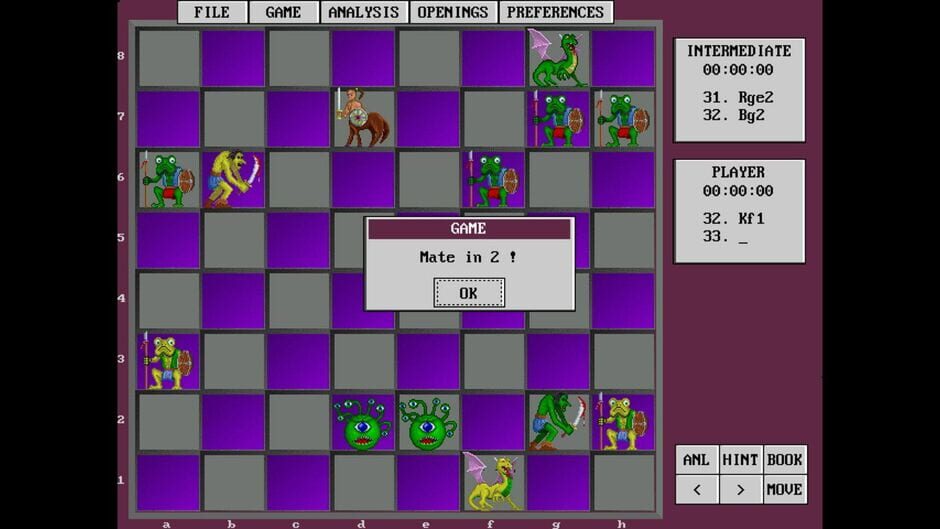 FILE GAME ANALYSIS OPENINGS PREFERENCES
8
7
6
5
4
3
2
1
a b c d e f g h
GAME
Mate in 2 !
OK
INTERMEDIATE
00:00:00
31. Rge2
32. Bg2
PLAYER
00:00:00
32. Kf1
33. _
ANL HINT BOOK
< > MOVE